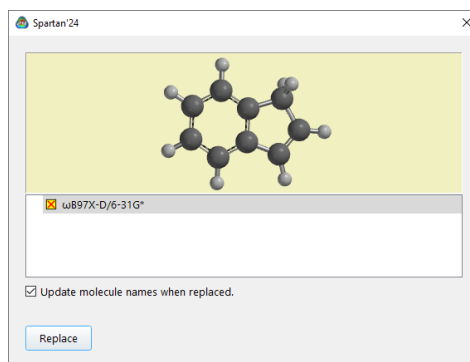 Spartan'24
ωB97X-D/6-31G*
Update molecule names when replaced.
Replace